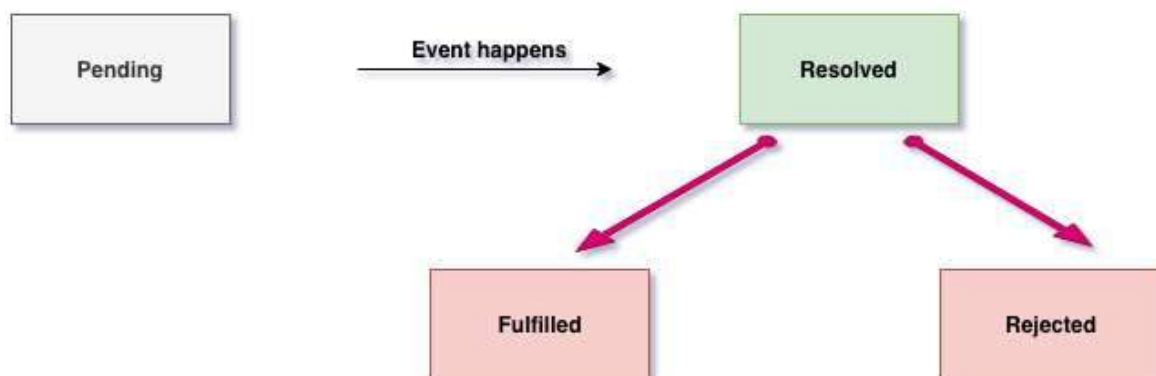 Pending
Event happens
Resolved
Fulfilled
Rejected